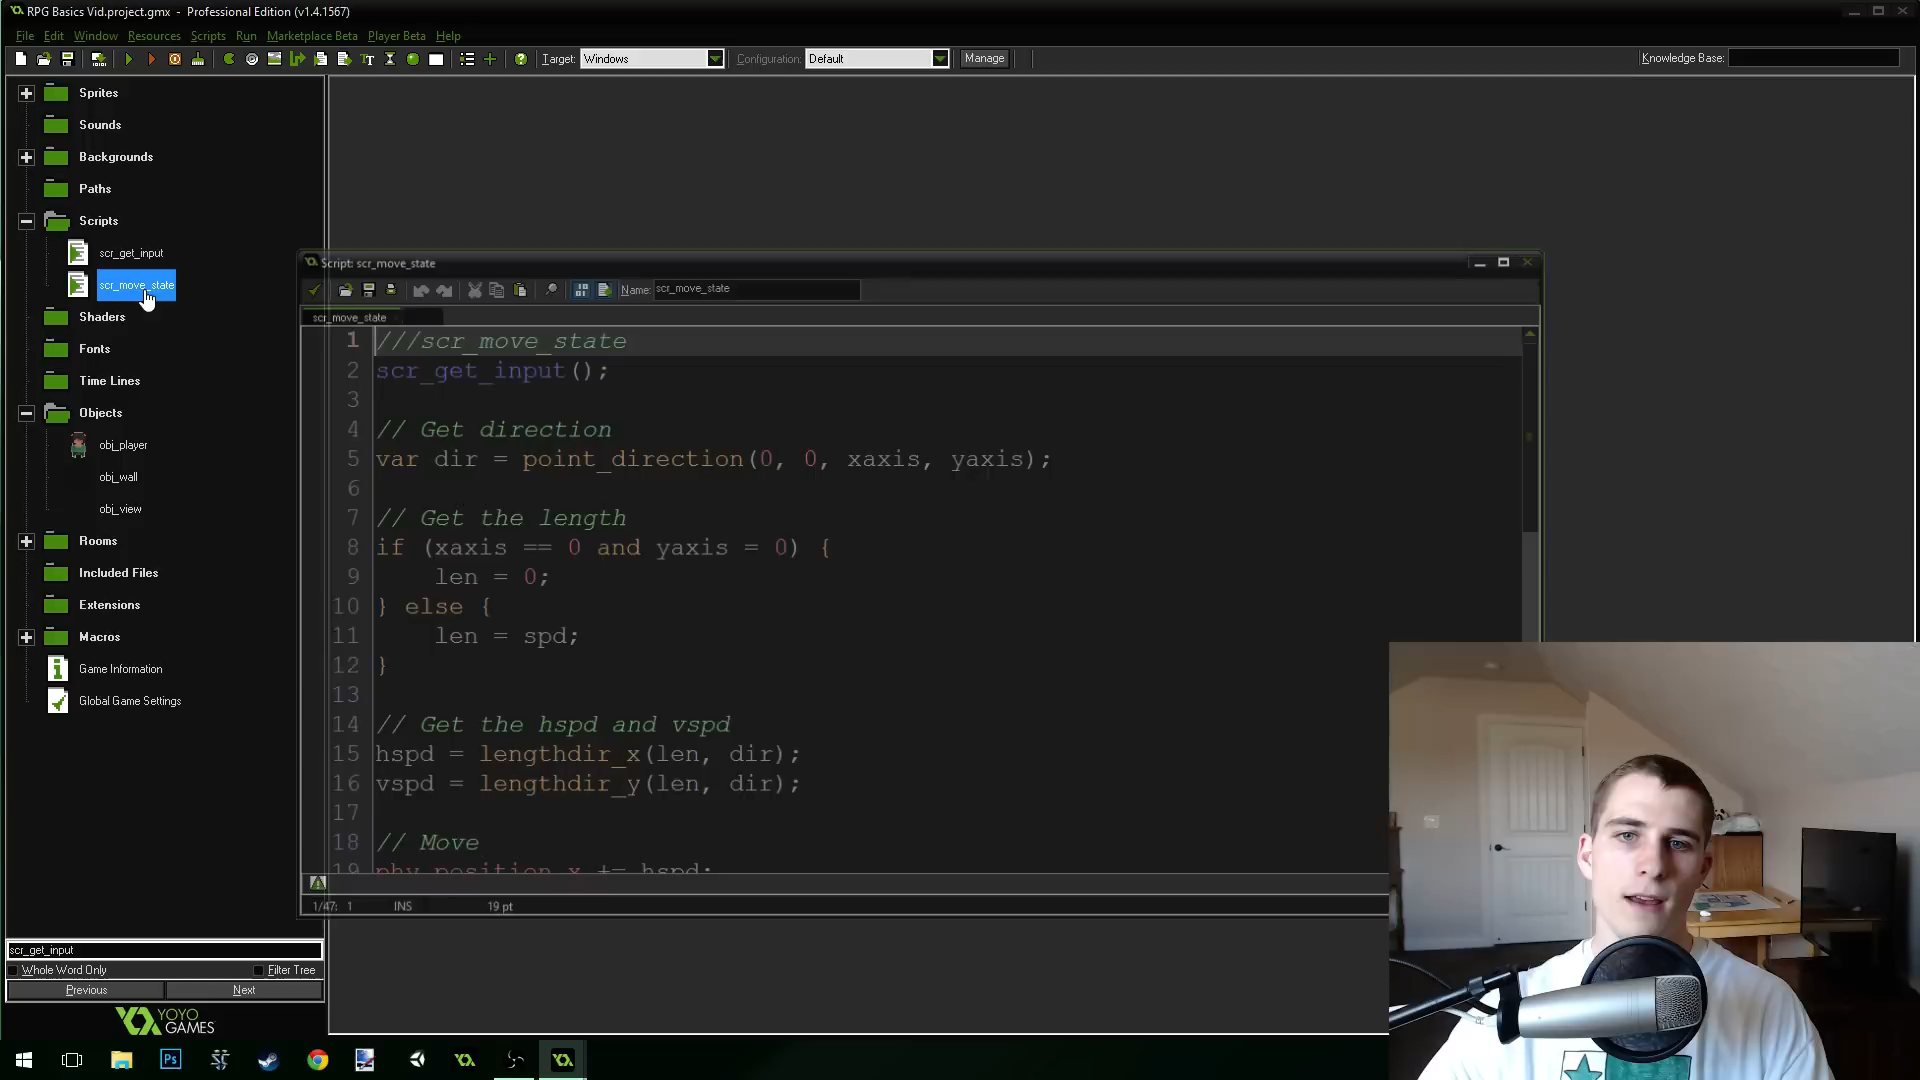 RPG Basics Vid.project.gmx - Professional Edition (v1.4.1567)
File Edit Window Resources Scripts Run Marketplace Beta Player Beta Help
Target: Windows Configuration: Default Manage Knowledge Base:
Sprites
Sounds
Backgrounds
Paths
Scripts
scr_get_input
scr_move_state
Shaders
Fonts
Time Lines
Objects
obj_player
obj_wall
obj_view
Rooms
Included Files
Extensions
Macros
Game Information
Global Game Settings
scr_get_input
Whole Word Only Filter Tree
Previous Next
YOYO
GAMES
Script: scr_move_state
Name: scr_move_state
scr_move_state
1 ///scr_move_state
2 scr_get_input();
3
4 // Get direction
5 var dir = point_direction(0, 0, xaxis, yaxis);
6
7 // Get the length
8 if (xaxis == 0 and yaxis = 0) {
9 len = 0;
10 } else {
11 len = spd;
12 }
13
14 // Get the hspd and vspd
15 hspd = lengthdir_x(len, dir);
16 vspd = lengthdir_y(len, dir);
17
18 // Move
19 phy_position_x += hspd;
1/47: 1 INS 19 pt
Ps